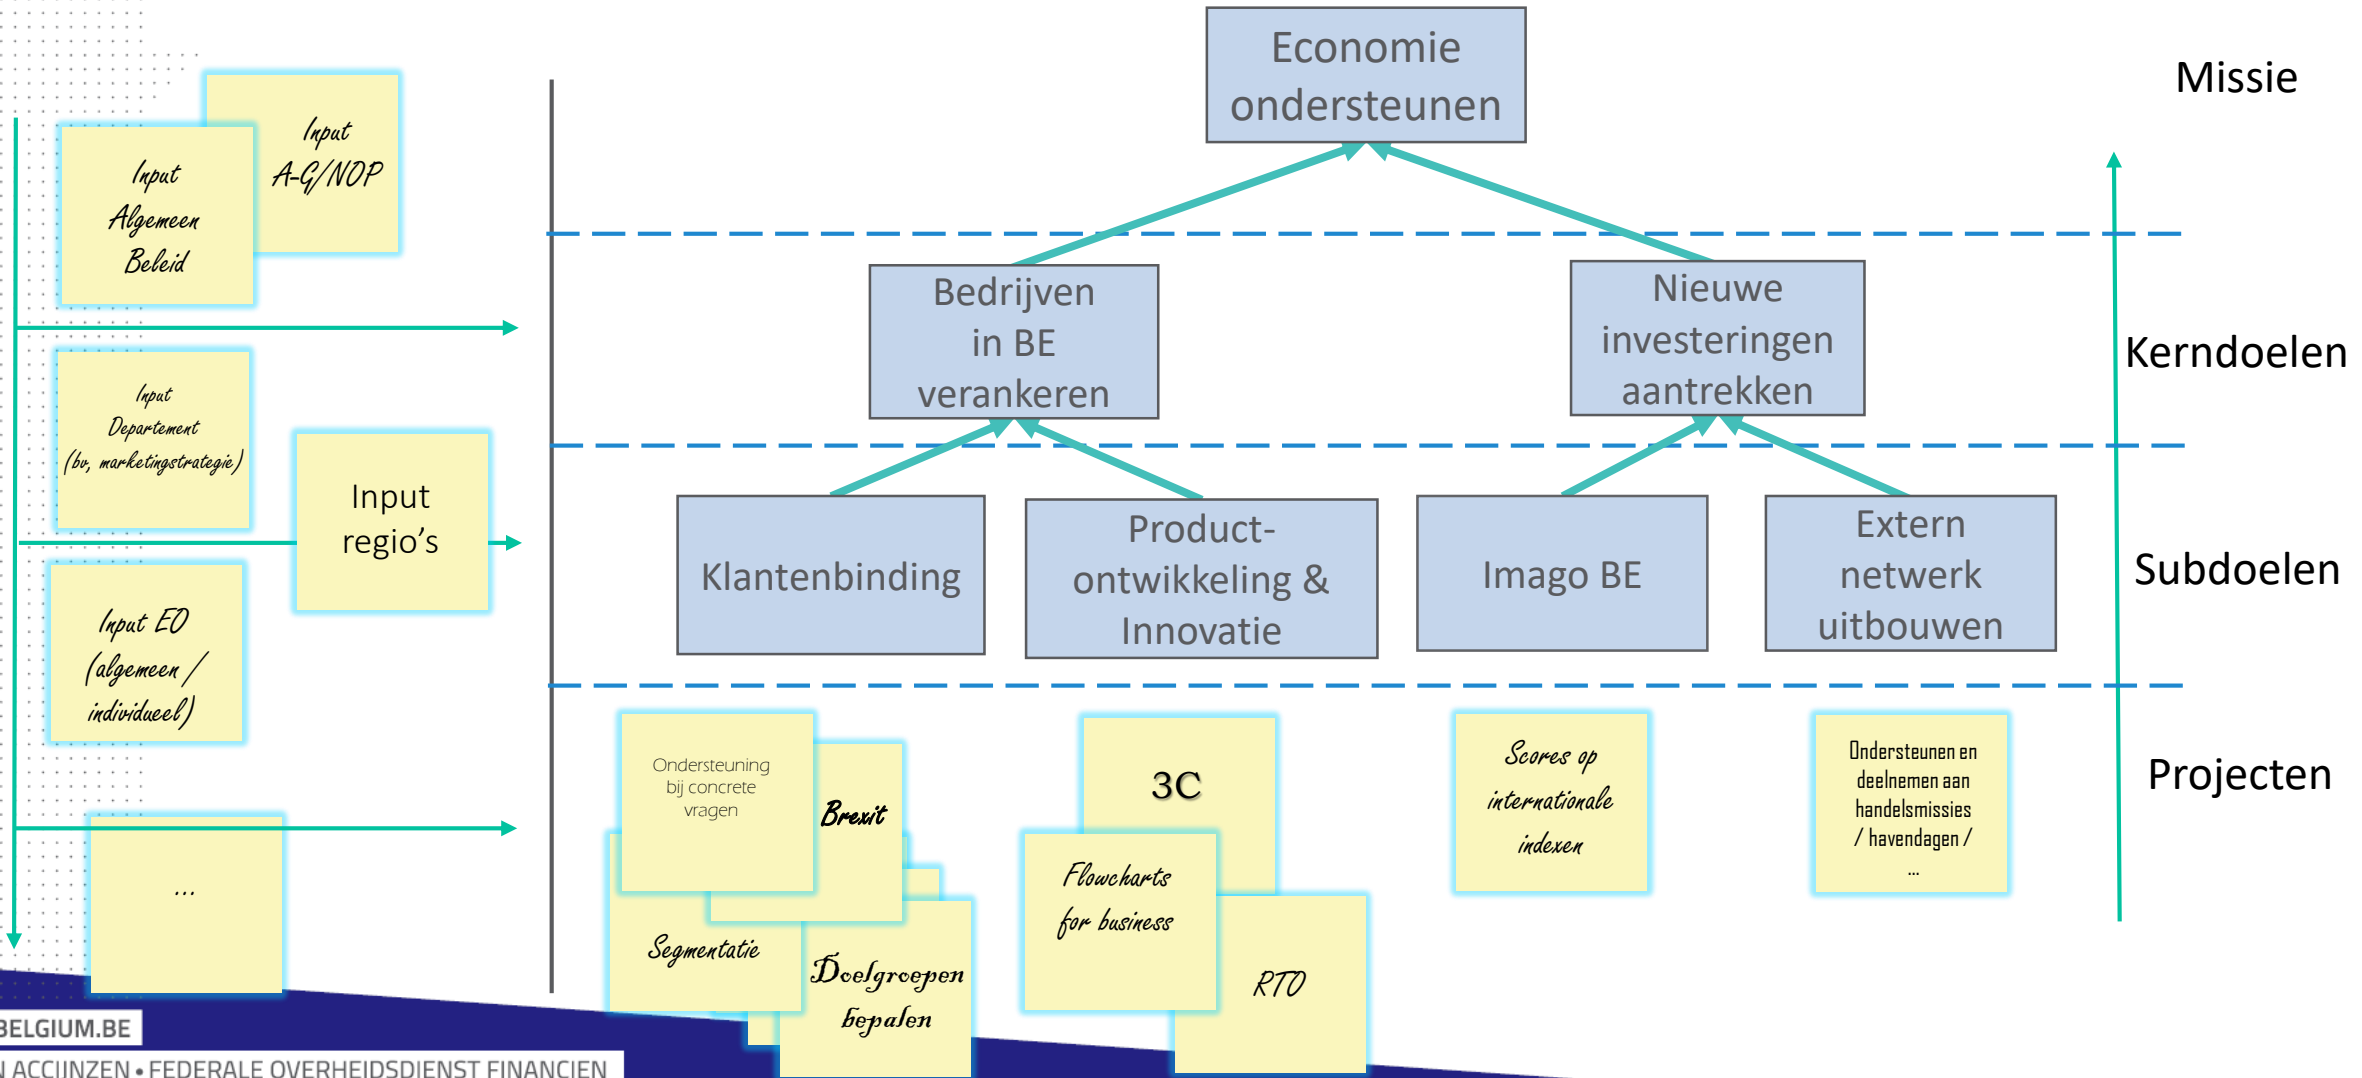 Economie
ondersteunen
Missie
Input
A-G/NOP
Input
Algemeen
Beleid
Bedrijven
in BE
verankeren
Nieuwe
investeringen
aantrekken
Kerndoelen
Input
Departement
(bv, marketingstrategie)
Input
regio's
Klantenbinding
Product-
ontwikkeling &
Innovatie
Imago BE
Extern
netwerk
uitbouwen
Subdoelen
Input EO
(algemeen /
individueel)
Ondersteuning
bij concrete
vragen
Brexit
Segmentatie
Doelgroepen
bepalen
3C
Flowcharts
for business
RTO
Scores op
internationale
indexen
Ondersteunen en
deelnemen aan
handelsmissies
/ havendagen /
...
Projecten
...
BELGIUM.BE
N ACCIJNZEN • FEDERALE OVERHEIDSDIENST FINANCIEN